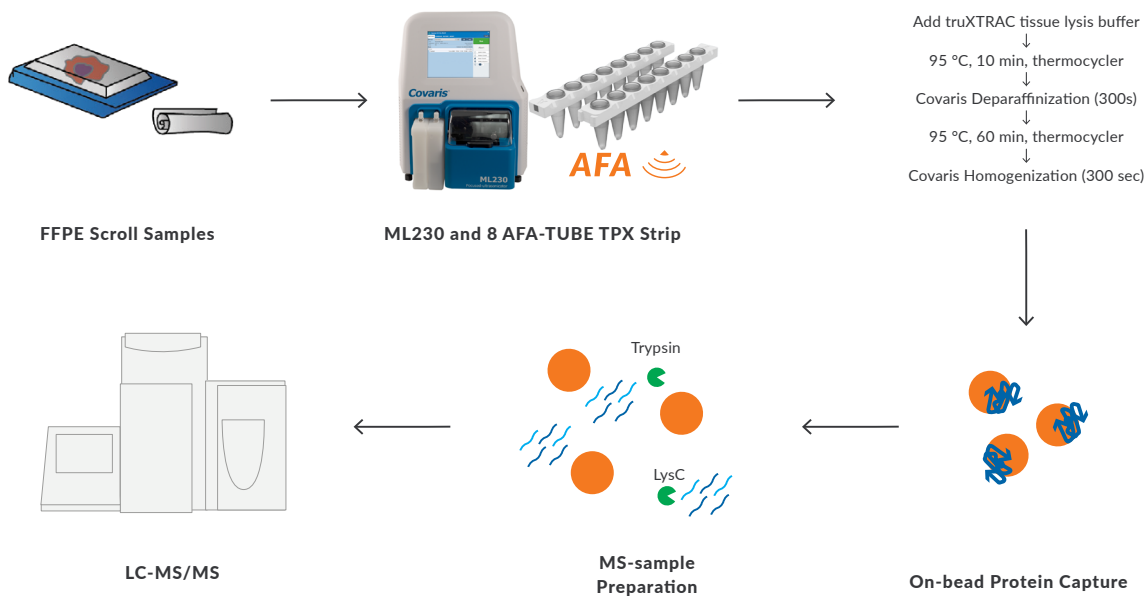 Add truXTRAC tissue lysis buffer
95 °C, 10 min, thermocycler
Covaris Deparaffinization (300s)
95 °C, 60 min, thermocycler
Covaris Homogenization (300 sec)
Covaris
ML230
AFA
FFPE Scroll Samples
ML230 and 8 AFA-TUBE TPX Strip
Trypsin
LysC
LC-MS/MS
MS-sample
Preparation
On-bead Protein Capture